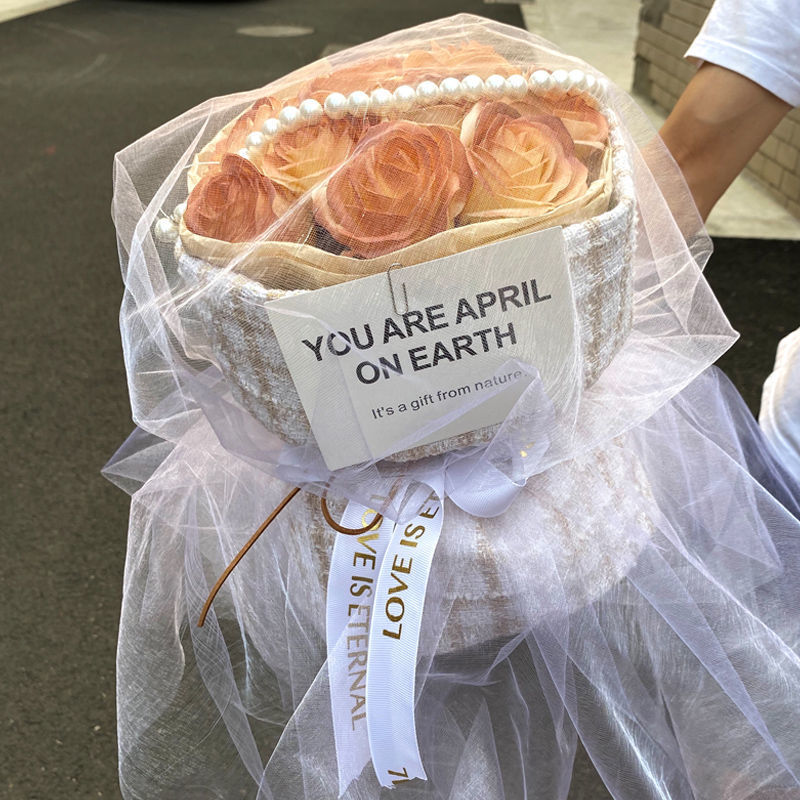 YOU ARE APRIL
ON EARTH
It's a gift from nature.
LOVE IS ETERNAL
LOVE IS